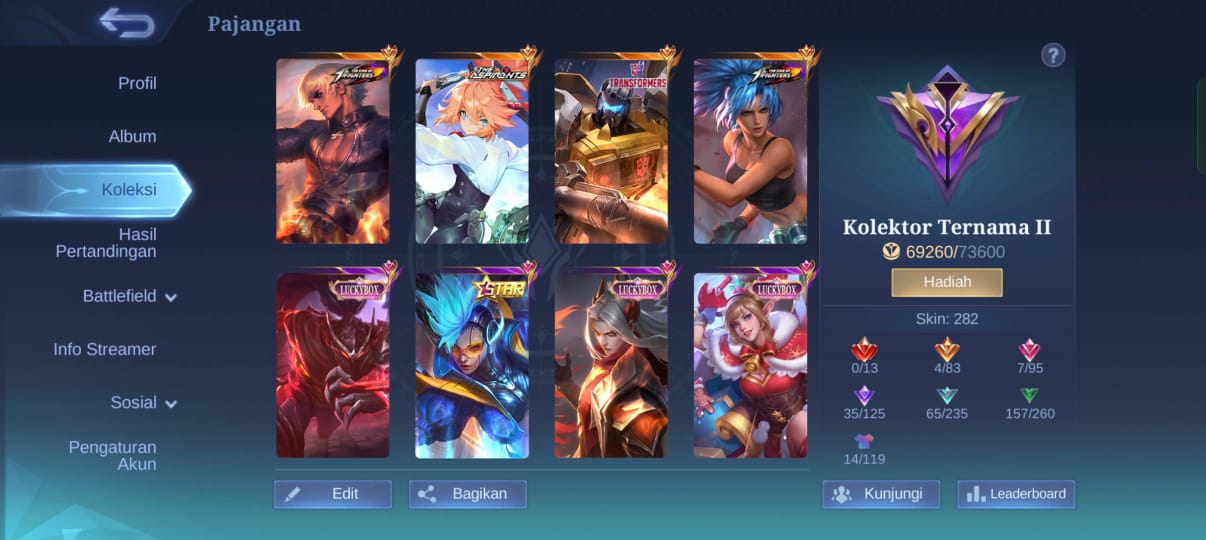 Pajangan
Profil
Album
Koleksi
Hasil
Pertandingan
Battlefield
Info Streamer
Sosial
Pengaturan
Akun
THE KING OF
FIGHTERS
THE
ASPIRANTS
TRANSFORMERS
THE KING OF
FIGHTERS
LUCKYBOX
STAR
LUCKYBOX
LUCKYBOX
Edit
Bagikan
?
Kolektor Ternama II
69260/73600
Hadiah
Skin: 282
0/13
4/83
7/95
35/125
65/235
157/260
14/119
Kunjungi
Leaderboard